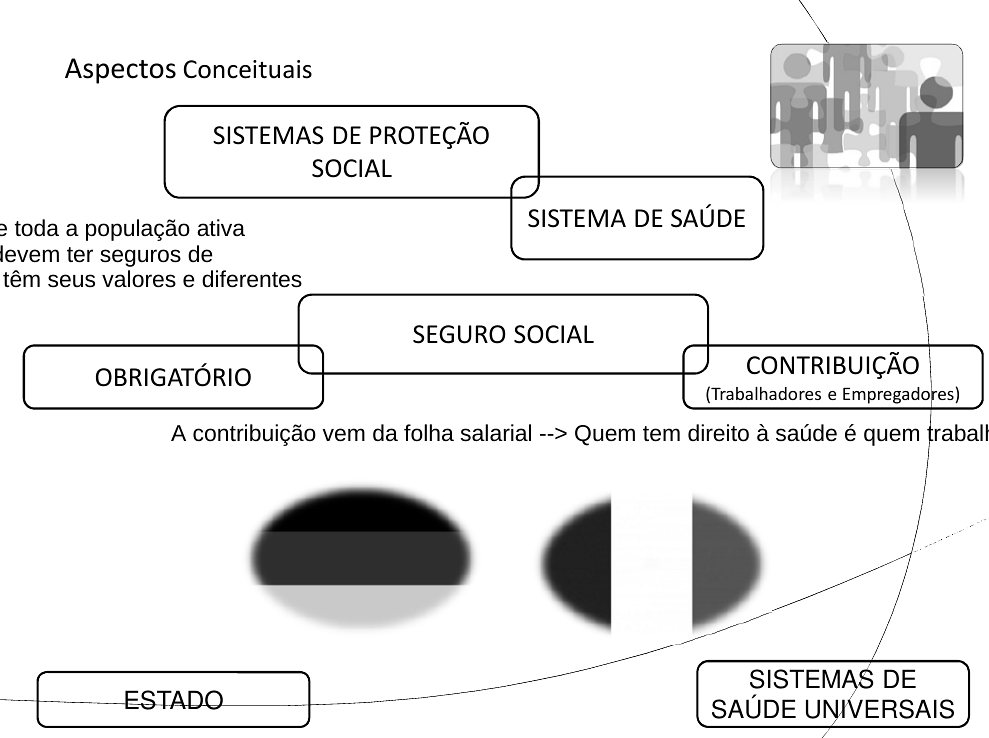 Aspectos Conceituais
SISTEMAS DE PROTEÇÃO
SOCIAL
SISTEMA DE SAÚDE
e toda a população ativa
devem ter seguros de
têm seus valores e diferentes
SEGURO SOCIAL
OBRIGATÓRIO
CONTRIBUIÇÃO
(Trabalhadores e Empregadores)
A contribuição vem da folha salarial --> Quem tem direito à saúde é quem trabalh
ESTADO
SISTEMAS DE
SAÚDE UNIVERSAIS